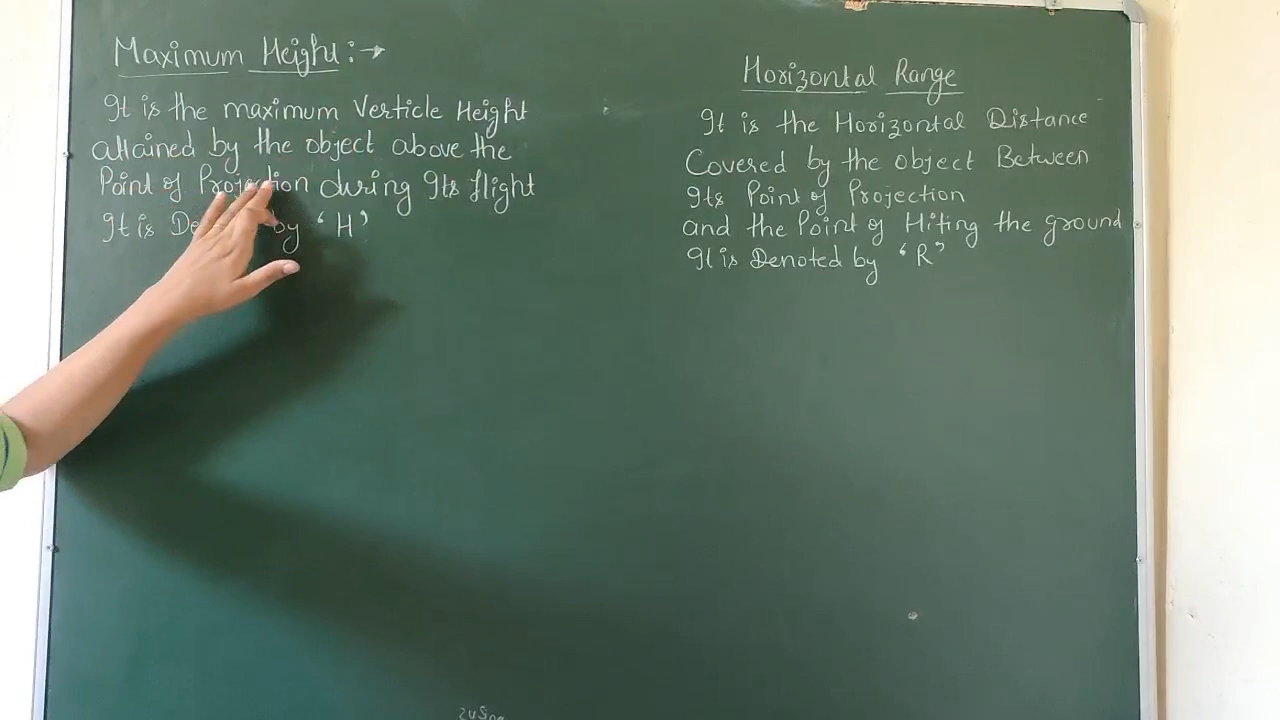 Maximum Height :→
It is the maximum Verticle Height
attained by the object above the
Point of Projection during Its flight
It is by 'H'
Horizontal Range
It is the Horizontal Distance
Covered by the object Between
Its Point of Projection
and the Point of Hiting the ground
It is Denoted by 'R'